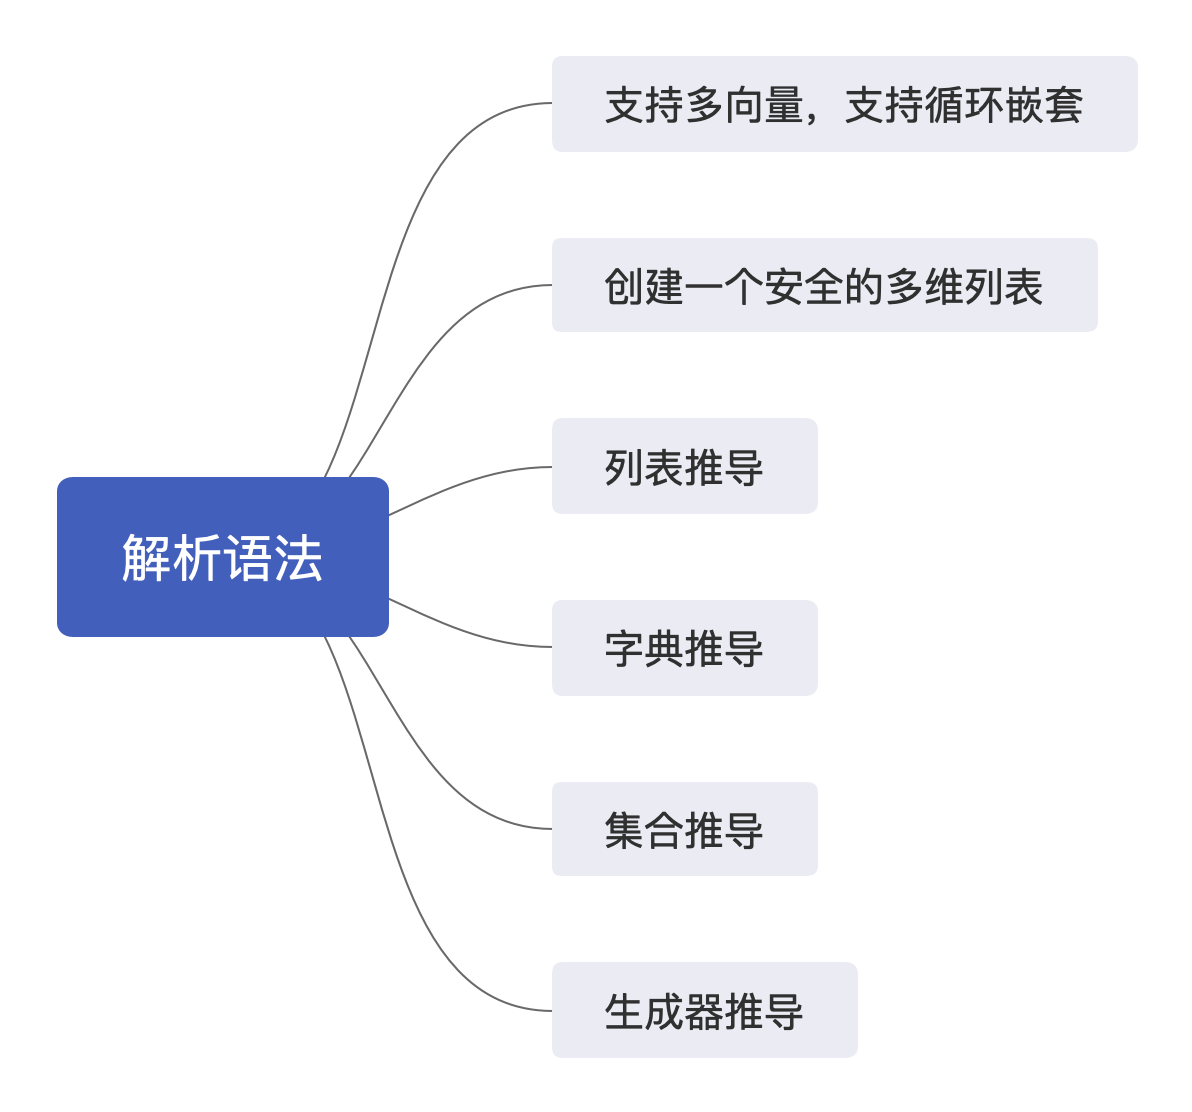 支持多向量，支持循环嵌套
创建一个安全的多维列表
列表推导
解析语法
字典推导
集合推导
生成器推导